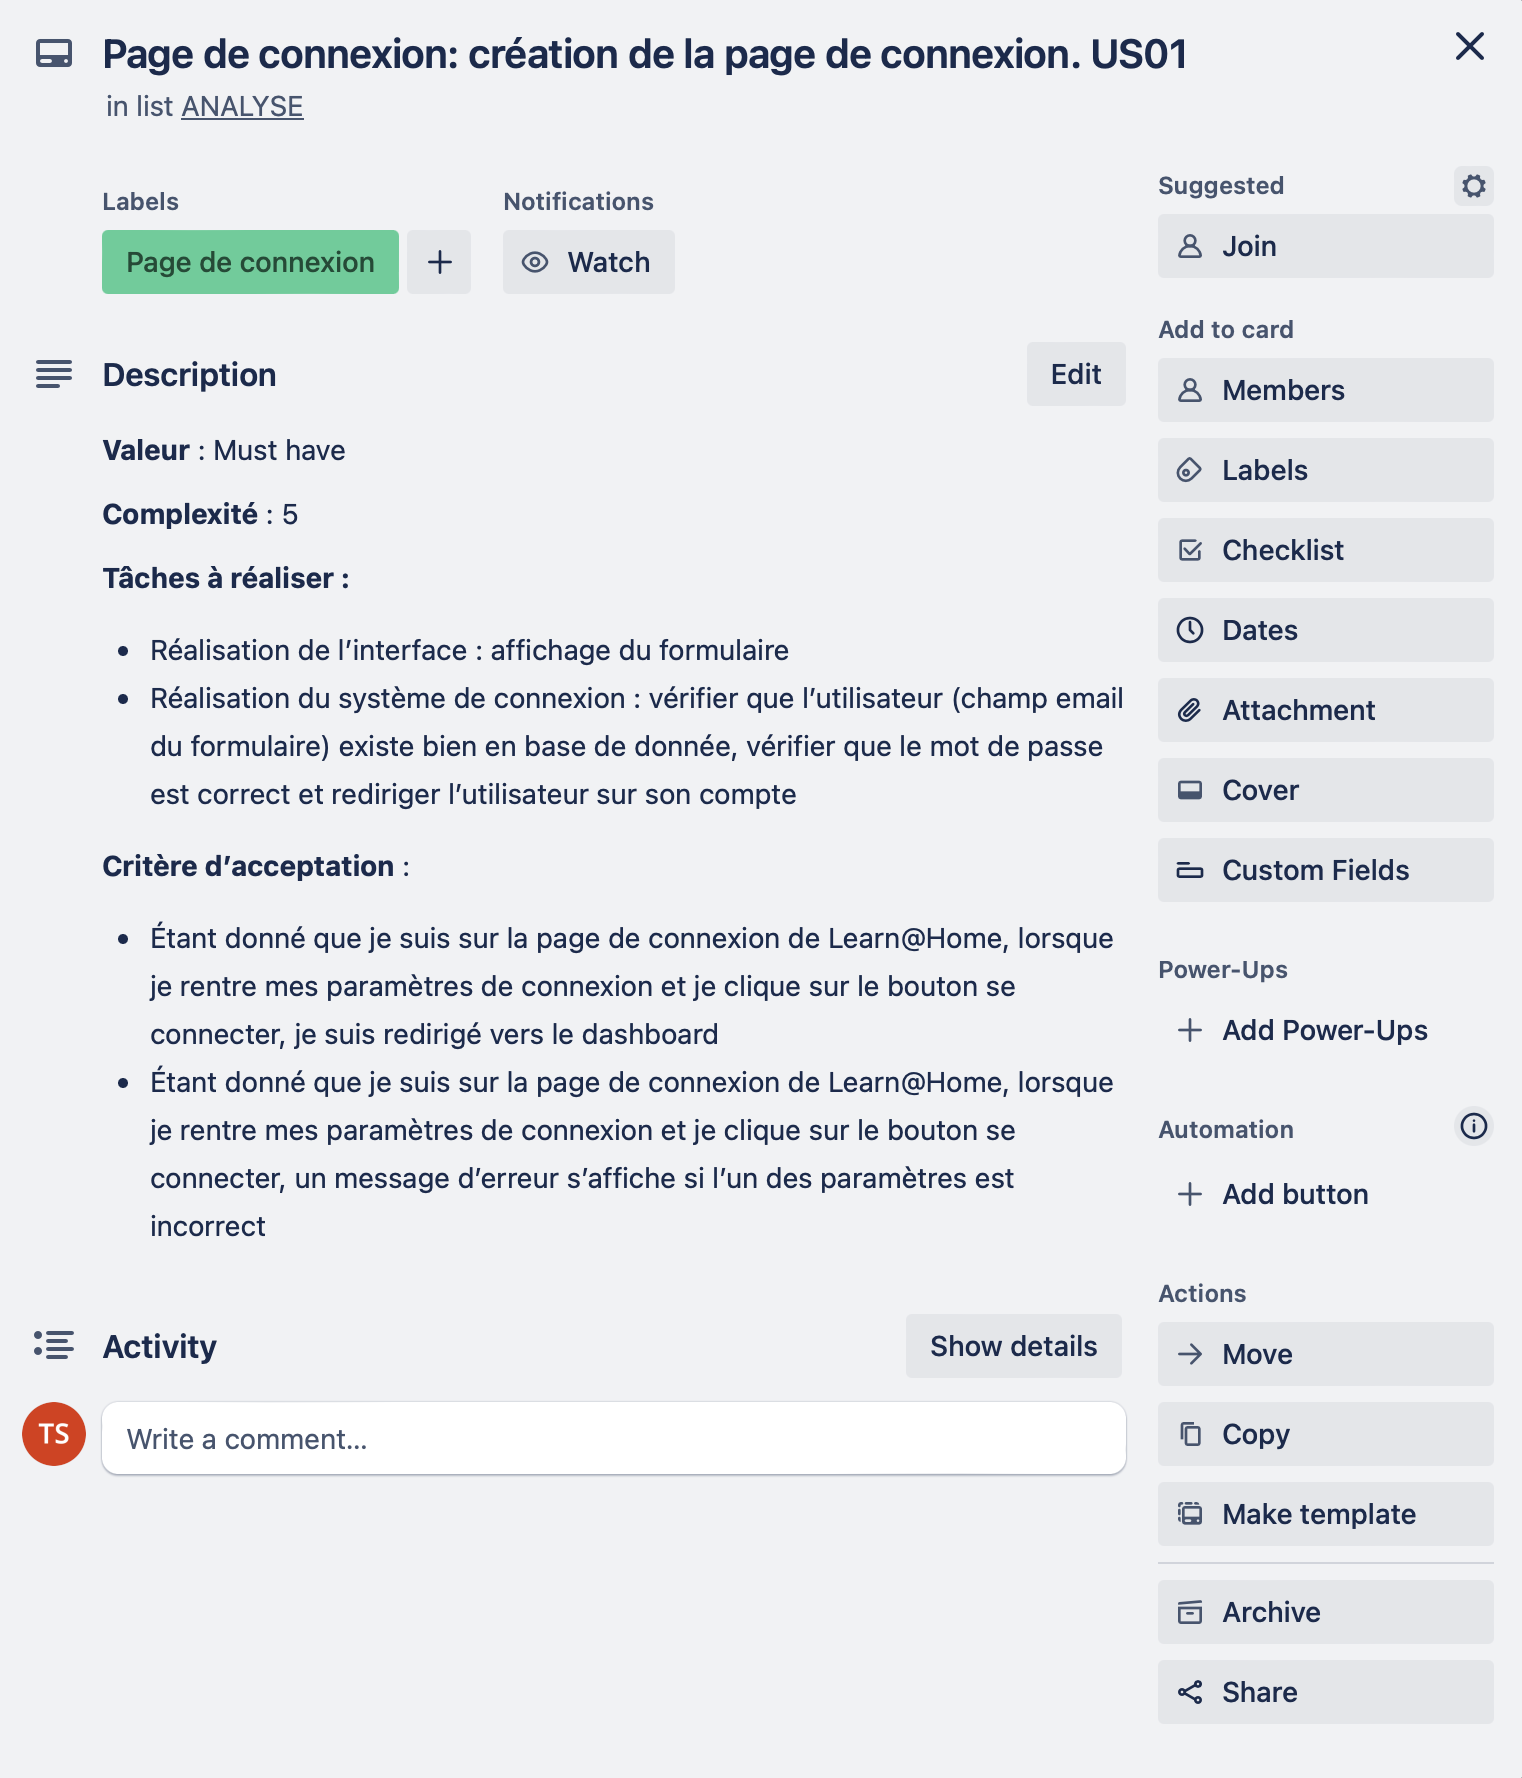 Page de connexion: création de la page de connexion. US01
in list ANALYSE
Labels
Notifications
Page de connexion
Watch
Description
Edit
Valeur : Must have
Complexité : 5
Tâches à réaliser :
Réalisation de l’interface : affichage du formulaire
Réalisation du système de connexion : vérifier que l’utilisateur (champ email
du formulaire) existe bien en base de donnée, vérifier que le mot de passe
est correct et rediriger l’utilisateur sur son compte
Critère d’acceptation :
Étant donné que je suis sur la page de connexion de Learn@Home, lorsque
je rentre mes paramètres de connexion et je clique sur le bouton se
connecter, je suis redirigé vers le dashboard
Étant donné que je suis sur la page de connexion de Learn@Home, lorsque
je rentre mes paramètres de connexion et je clique sur le bouton se
connecter, un message d’erreur s’affiche si l’un des paramètres est
incorrect
Activity
Show details
TS
Write a comment...
Suggested
Join
Add to card
Members
Labels
Checklist
Dates
Attachment
Cover
Custom Fields
Power-Ups
Add Power-Ups
Automation
Add button
Actions
Move
Copy
Make template
Archive
Share